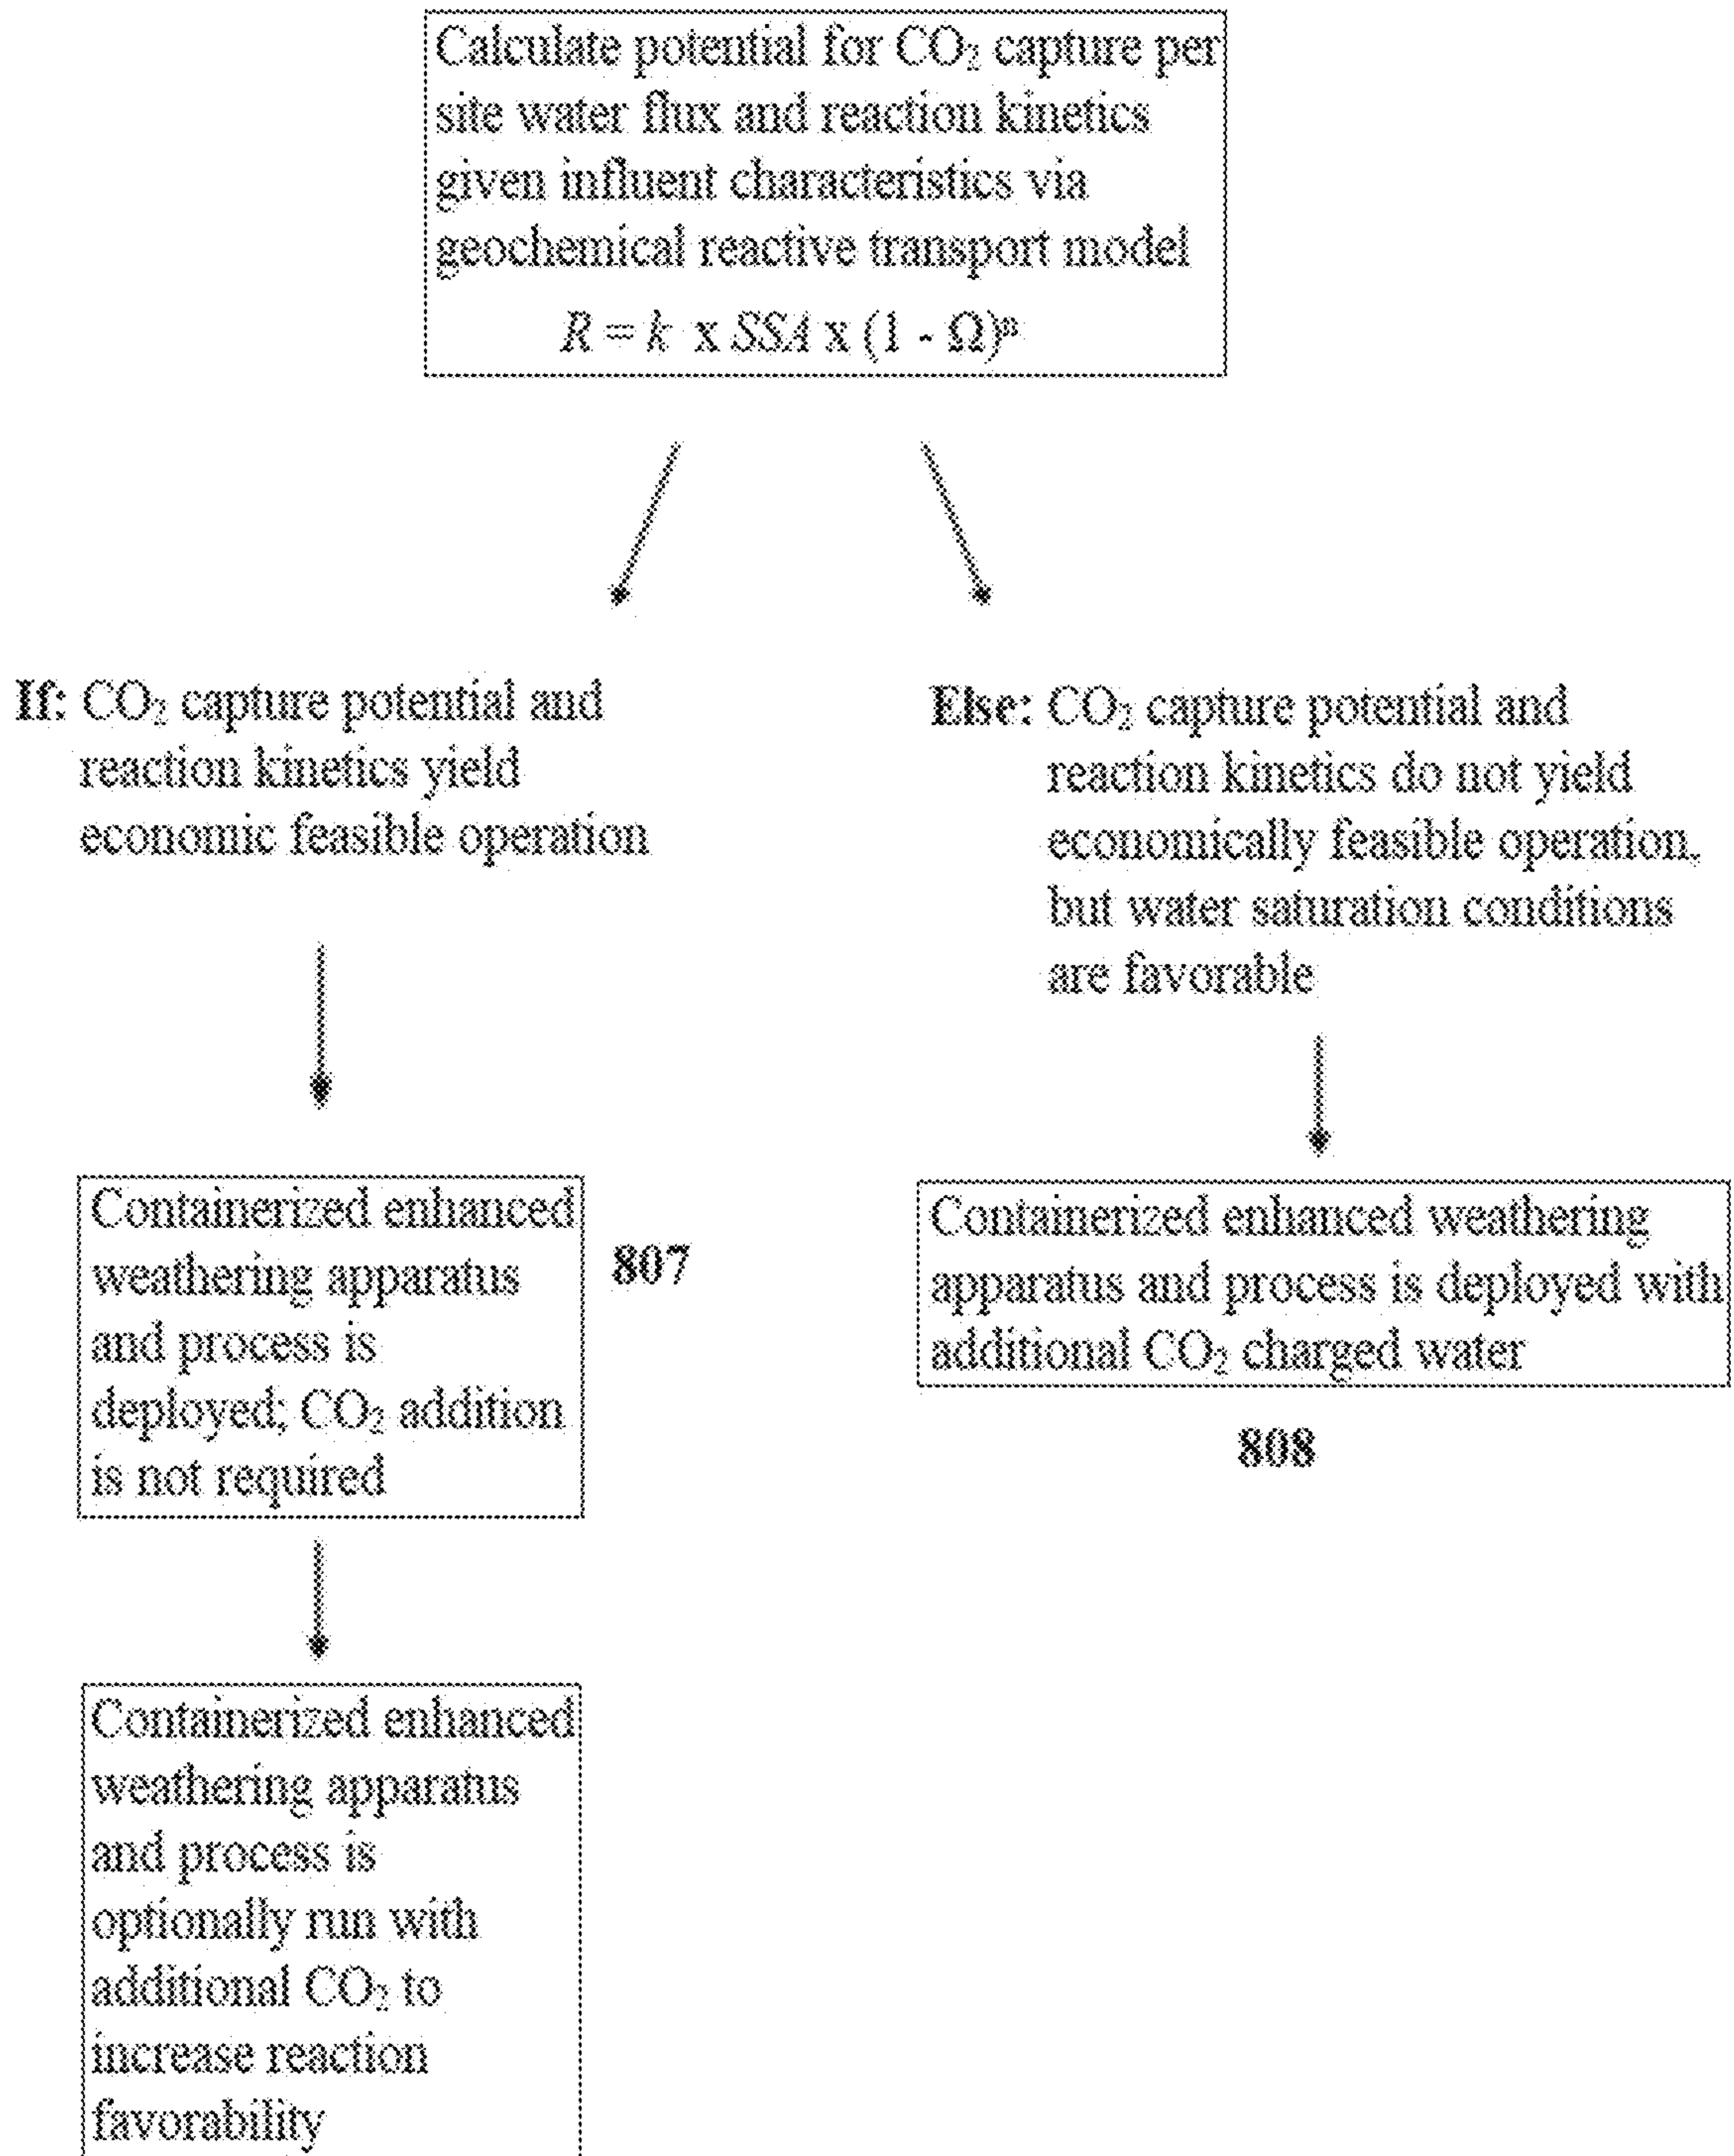 Calculate potential for CO₂ capture per
site water flux and reaction kinetics
given influent characteristics via
geochemical reactive transport model
R = k x SSA x (1 - Ω)ⁿ
If: CO₂ capture potential and
reaction kinetics yield
economic feasible operation
Else: CO₂ capture potential and
reaction kinetics do not yield
economically feasible operation,
but water saturation conditions
are favorable
Containerized enhanced
weathering apparatus
and process is
deployed; CO₂ addition
is not required
807
Containerized enhanced weathering
apparatus and process is deployed with
additional CO₂ charged water
808
Containerized enhanced
weathering apparatus
and process is
optionally run with
additional CO₂ to
increase reaction
favorability